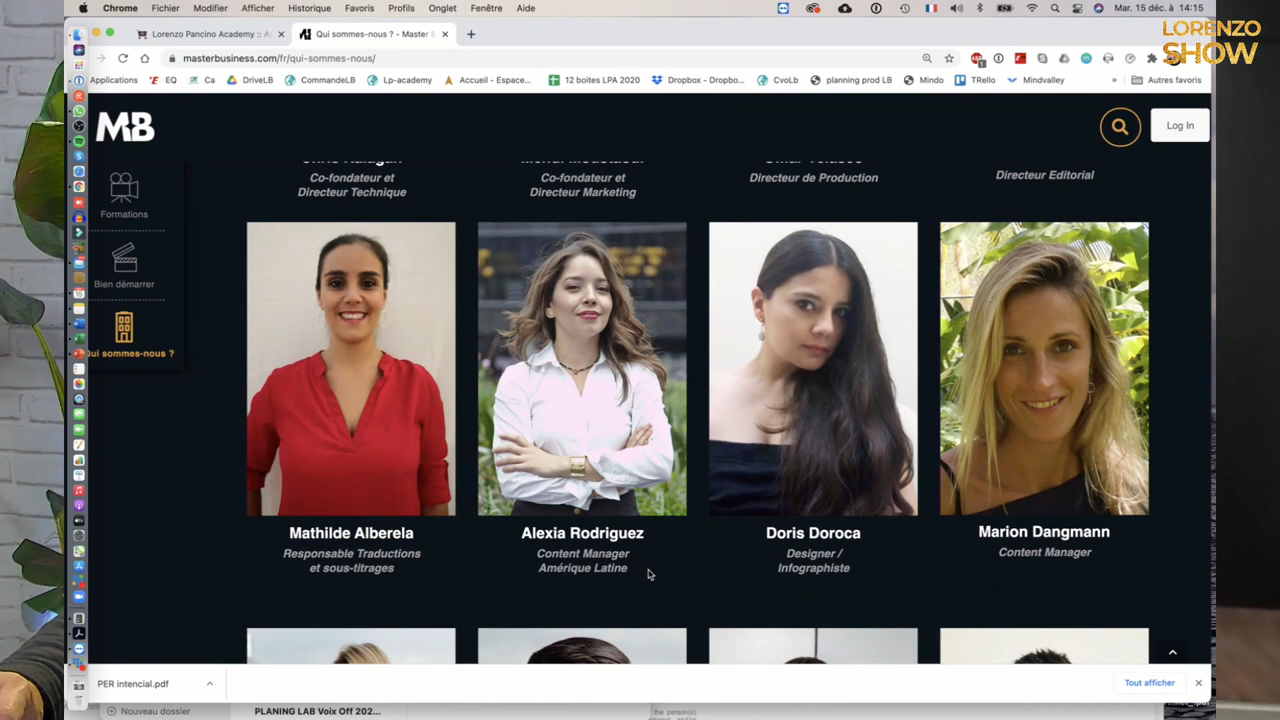 Chrome Fichier Modifier Afficher Historique Favoris Profils Onglet Fenêtre Aide
Mar. 15 déc. à 14:15
LORENZO
SHOW
Lorenzo Pancino Academy ::
Qui sommes-nous ? - Master
masterbusiness.com/fr/qui-sommes-nous/
Applications EQ Ca DriveLB CommandeLB Lp-academy Accueil - Espace... 12 boites LPA 2020 Dropbox - Dropbo... CvoLb planning prod LB Mindo TRello Mindvalley » Autres favoris
MB
Log In
Co-fondateur et
Directeur Technique
Co-fondateur et
Directeur Marketing
Directeur de Production
Directeur Editorial
Formations
Bien démarrer
Qui sommes-nous ?
Mathilde Alberela
Responsable Traductions
et sous-titrages
Alexia Rodriguez
Content Manager
Amérique Latine
Doris Doroca
Designer /
Infographiste
Marion Dangmann
Content Manager
PER intencial.pdf
Tout afficher
Nouveau dossier
PLANING LAB Voix Off 202...
the person(s)